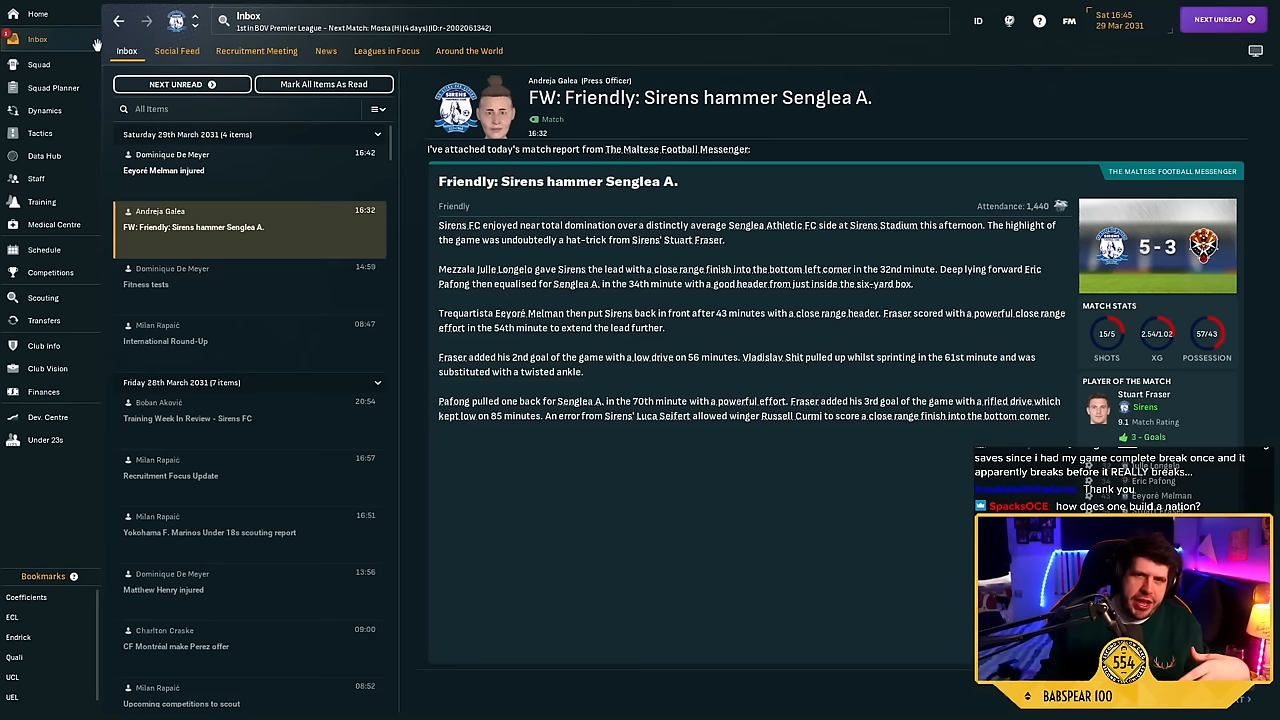 Home
1
Inbox
Squad
Squad Planner
Dynamics
Tactics
Data Hub
Staff
Training
Medical Centre
Schedule
Competitions
Scouting
Transfers
Club Info
Club Vision
Finances
Dev. Centre
Under 23s
Bookmarks
Coefficients
ECL
Endrick
Quali
UCL
UEL
Inbox
1st in BOV Premier League - Next Match: Mosta (H) (4 days) (ID:r-2002061342)
ID
FM
Sat 16:45
29 Mar 2031
NEXT UNREAD
Inbox
Social Feed
Recruitment Meeting
News
Leagues in Focus
Around the World
NEXT UNREAD
Mark All Items As Read
All Items
Saturday 29th March 2031 (4 items)
Dominique De Meyer 16:42
Eeyoré Melman injured
Andreja Galea 16:32
FW: Friendly: Sirens hammer Senglea A.
Dominique De Meyer 14:59
Fitness tests
Milan Rapaić 08:47
International Round-Up
Friday 28th March 2031 (7 items)
Boban Aković 20:54
Training Week In Review - Sirens FC
Milan Rapaić 16:57
Recruitment Focus Update
Milan Rapaić 16:51
Yokohama F. Marinos Under 18s scouting report
Dominique De Meyer 13:56
Matthew Henry injured
Charlton Craske 09:00
CF Montréal make Perez offer
Milan Rapaić 08:52
Upcoming competitions to scout
Andreja Galea (Press Officer)
FW: Friendly: Sirens hammer Senglea A.
Match
16:32
I've attached today's match report from The Maltese Football Messenger:
THE MALTESE FOOTBALL MESSENGER
Friendly: Sirens hammer Senglea A.
Friendly
Attendance: 1,440
Sirens FC enjoyed near total domination over a distinctly average Senglea Athletic FC side at Sirens Stadium this afternoon. The highlight of
the game was undoubtedly a hat-trick from Sirens' Stuart Fraser.
Mezzala Julie Longelo gave Sirens the lead with a close range finish into the bottom left corner in the 32nd minute. Deep lying forward Eric
Pafong then equalised for Senglea A. in the 34th minute with a good header from just inside the six-yard box.
Trequartista Eeyoré Melman then put Sirens back in front after 43 minutes with a close range header. Fraser scored with a powerful close range
effort in the 54th minute to extend the lead further.
Fraser added his 2nd goal of the game with a low drive on 56 minutes. Vladislav Shit pulled up whilst sprinting in the 61st minute and was
substituted with a twisted ankle.
Pafong pulled one back for Senglea A. in the 70th minute with a powerful effort. Fraser added his 3rd goal of the game with a rifled drive which
kept low on 85 minutes. An error from Sirens' Luca Seifert allowed winger Russell Curmi to score a close range finish into the bottom corner.
SIRENS
5 - 3
MATCH STATS
15/5
2.54/1.02
57/43
SHOTS
XG
POSSESSION
PLAYER OF THE MATCH
Stuart Fraser
Sirens
9.1 Match Rating
3 - Goals
saves since i had my game complete break once and it
Julie Longelo
apparently breaks before it REALLY breaks...
Eric Pafong
Thank you
Eeyoré Melman
SpacksOCE how does one build a nation?
554
BABSPEAR 100